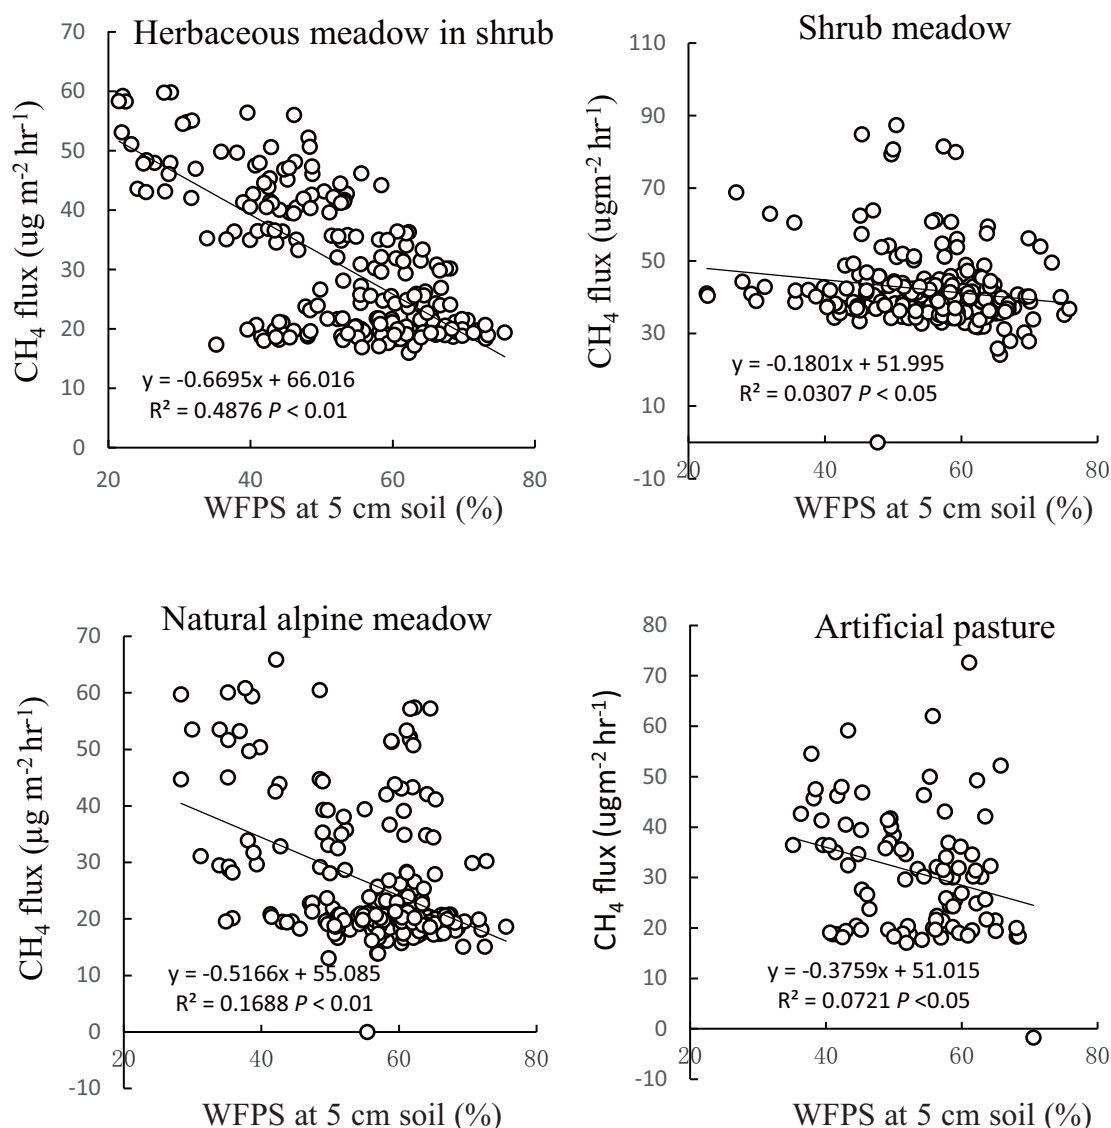 Herbaceous meadow in shrub
70
60
50
40
30
20
10
0
CH₄ flux (ug m⁻² hr⁻¹)
y = -0.6695x + 66.016
R² = 0.4876 P < 0.01
20 40 60 80
WFPS at 5 cm soil (%)
Shrub meadow
110
90
70
50
30
10
-10
CH₄ flux (ugm⁻² hr⁻¹)
y = -0.1801x + 51.995
R² = 0.0307 P < 0.05
20 40 60 80
WFPS at 5 cm soil (%)
Natural alpine meadow
70
60
50
40
30
20
10
0
-10
CH₄ flux (μg m⁻² hr⁻¹)
y = -0.5166x + 55.085
R² = 0.1688 P < 0.01
20 40 60 80
WFPS at 5 cm soil (%)
Artificial pasture
80
70
60
50
40
30
20
10
0
-10
CH₄ flux (ugm⁻² hr⁻¹)
y = -0.3759x + 51.015
R² = 0.0721 P <0.05
20 40 60 80
WFPS at 5 cm soil (%)